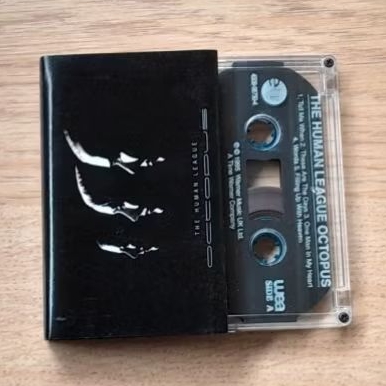 OCTOPUS
THE HUMAN LEAGUE
THE HUMAN LEAGUE OCTOPUS
1. Tell Me When 2. These Are The Days 3. One Man In My Heart
4. Words 5. Filling Up With Heaven
℗ © 1995 Warner Music UK Ltd.
A Time Warner Company
wea
SIDE A